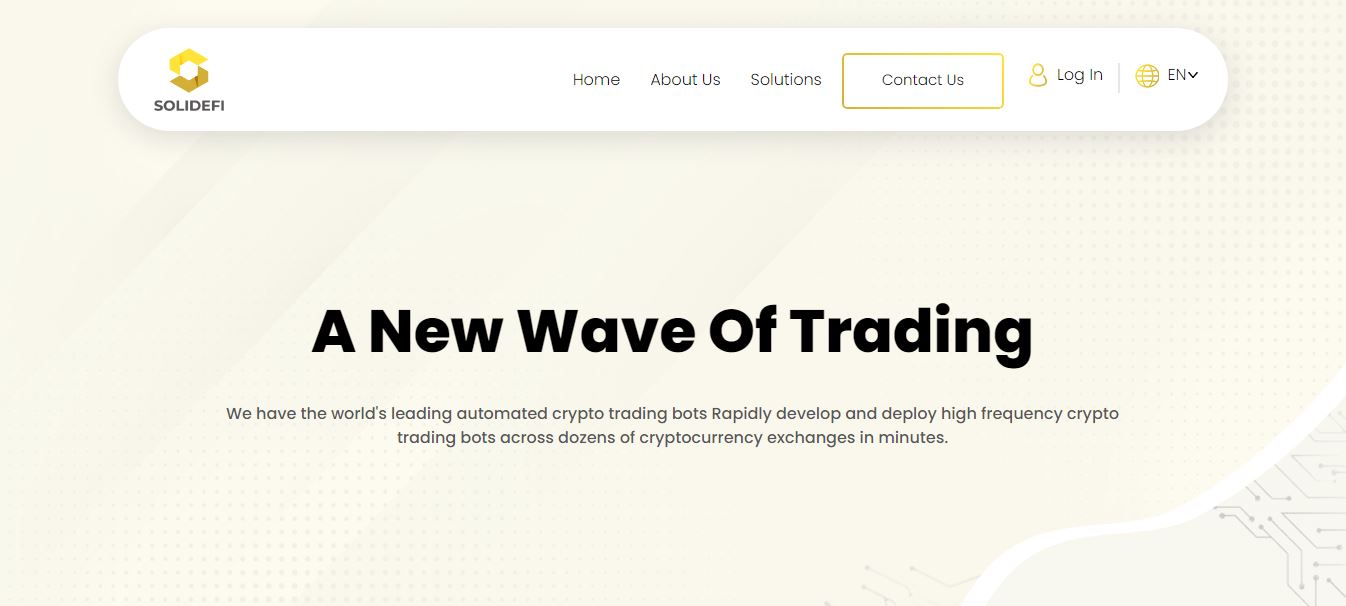 SOLIDEFI
Home
About Us
Solutions
Contact Us
Log In
EN
A New Wave Of Trading
We have the world's leading automated crypto trading bots Rapidly develop and deploy high frequency crypto
trading bots across dozens of cryptocurrency exchanges in minutes.